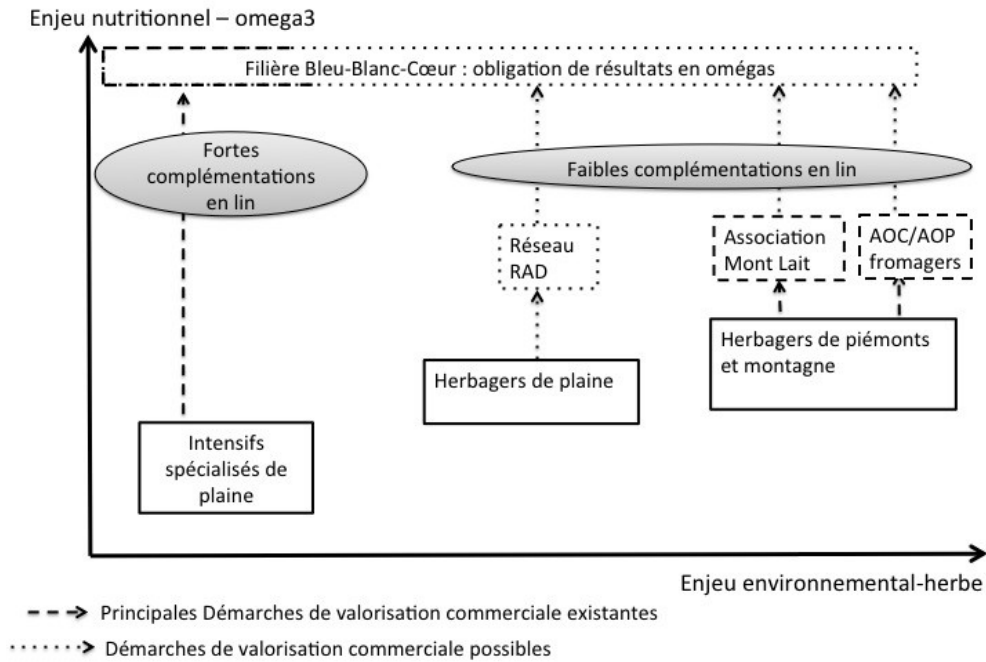 Enjeu nutritionnel – omega3
Filière Bleu-Blanc-Cœur : obligation de résultats en omégas
Fortes
complémentations
en lin
Faibles complémentations en lin
Réseau
RAD
Association
Mont Lait
AOC/AOP
fromagers
Herbagers de plaine
Herbagers de piémonts
et montagne
Intensifs
spécialisés de
plaine
Enjeu environnemental-herbe
Principales Démarches de valorisation commerciale existantes
Démarches de valorisation commerciale possibles